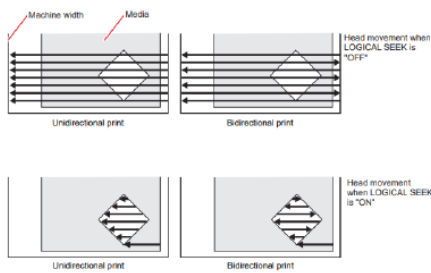 Machine width
Media
Head movement when
LOGICAL SEEK is
"OFF"
Unidirectional print
Bidirectional print
Head movement
when LOGICAL SEEK
is "ON"
Unidirectional print
Bidirectional print